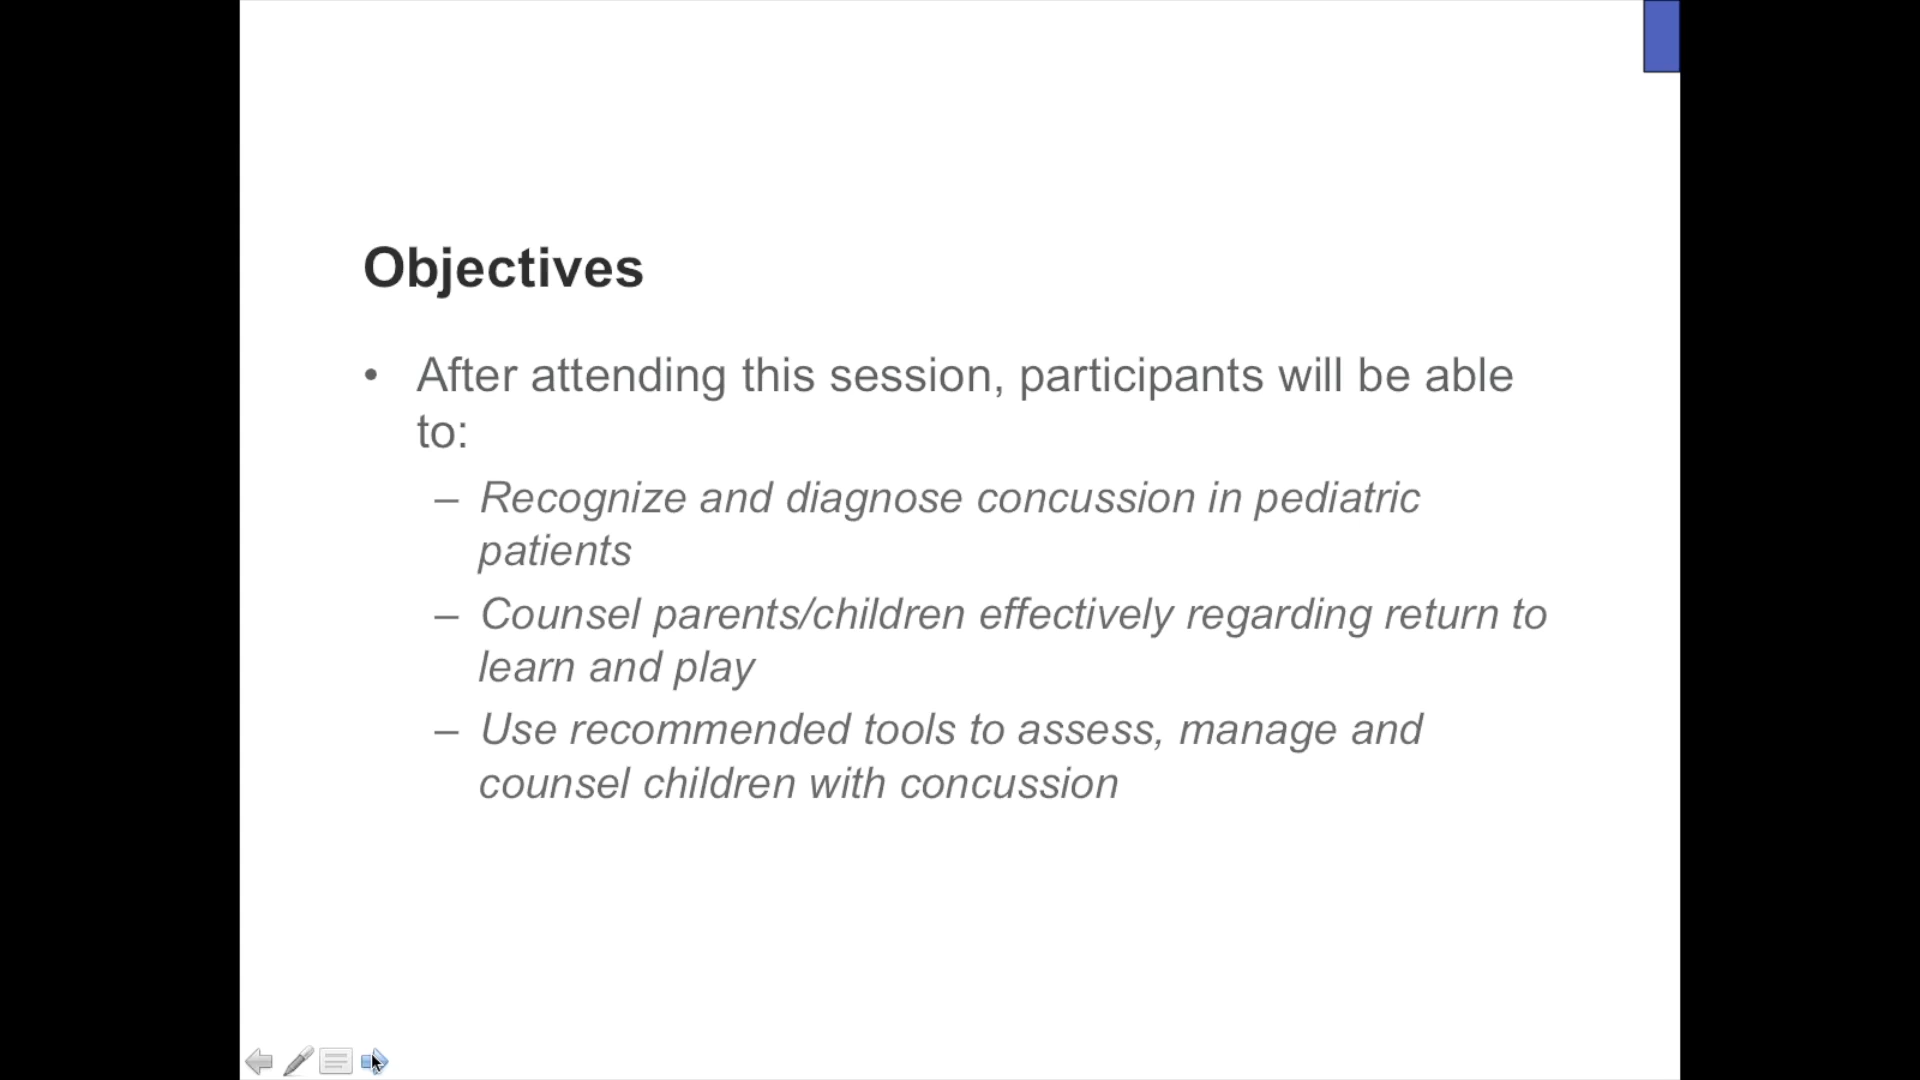 Objectives
• After attending this session, participants will be able
to:
– Recognize and diagnose concussion in pediatric
patients
– Counsel parents/children effectively regarding return to
learn and play
– Use recommended tools to assess, manage and
counsel children with concussion